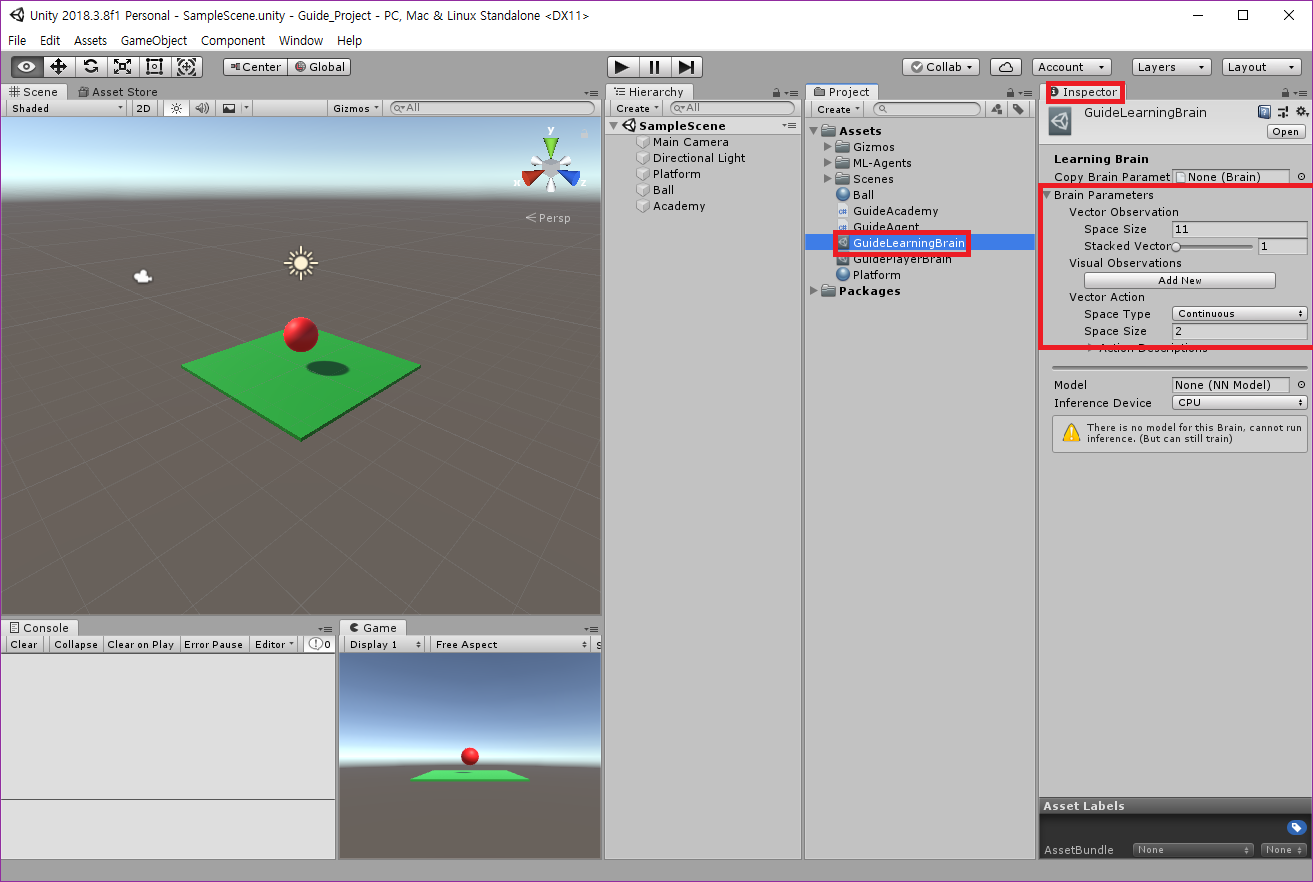 Unity 2018.3.8f1 Personal - SampleScene.unity - Guide_Project - PC, Mac & Linux Standalone <DX11>
File Edit Assets GameObject Component Window Help
Center Global Collab Account Layers Layout
Scene Asset Store
Shaded 2D Gizmos All
y
x z
Persp
Console
Clear Collapse Clear on Play Error Pause Editor 0
Game
Display 1 Free Aspect S
Hierarchy
Create All
SampleScene
Main Camera
Directional Light
Platform
Ball
Academy
Project
Create
Assets
Gizmos
ML-Agents
Scenes
Ball
GuideAcademy
GuideAgent
GuideLearningBrain
GuidePlayerBrain
Platform
Packages
Inspector
GuideLearningBrain
Open
Learning Brain
Copy Brain Paramet None (Brain)
Brain Parameters
Vector Observation
Space Size 11
Stacked Vector 1
Visual Observations
Add New
Vector Action
Space Type Continuous
Space Size 2
Action Descriptions
Model None (NN Model)
Inference Device CPU
There is no model for this Brain, cannot run
inference. (But can still train)
Asset Labels
AssetBundle None None